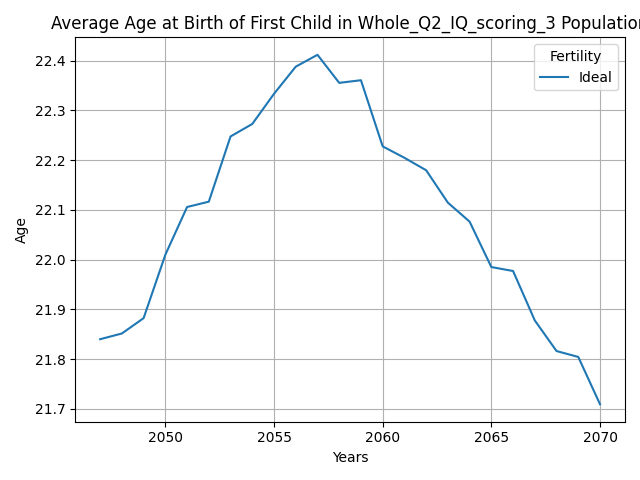 Average Age at Birth of First Child in Whole_Q2_IQ_scoring_3 Population
Fertility
Ideal
Age
22.4
22.3
22.2
22.1
22.0
21.9
21.8
21.7
2050 2055 2060 2065 2070
Years